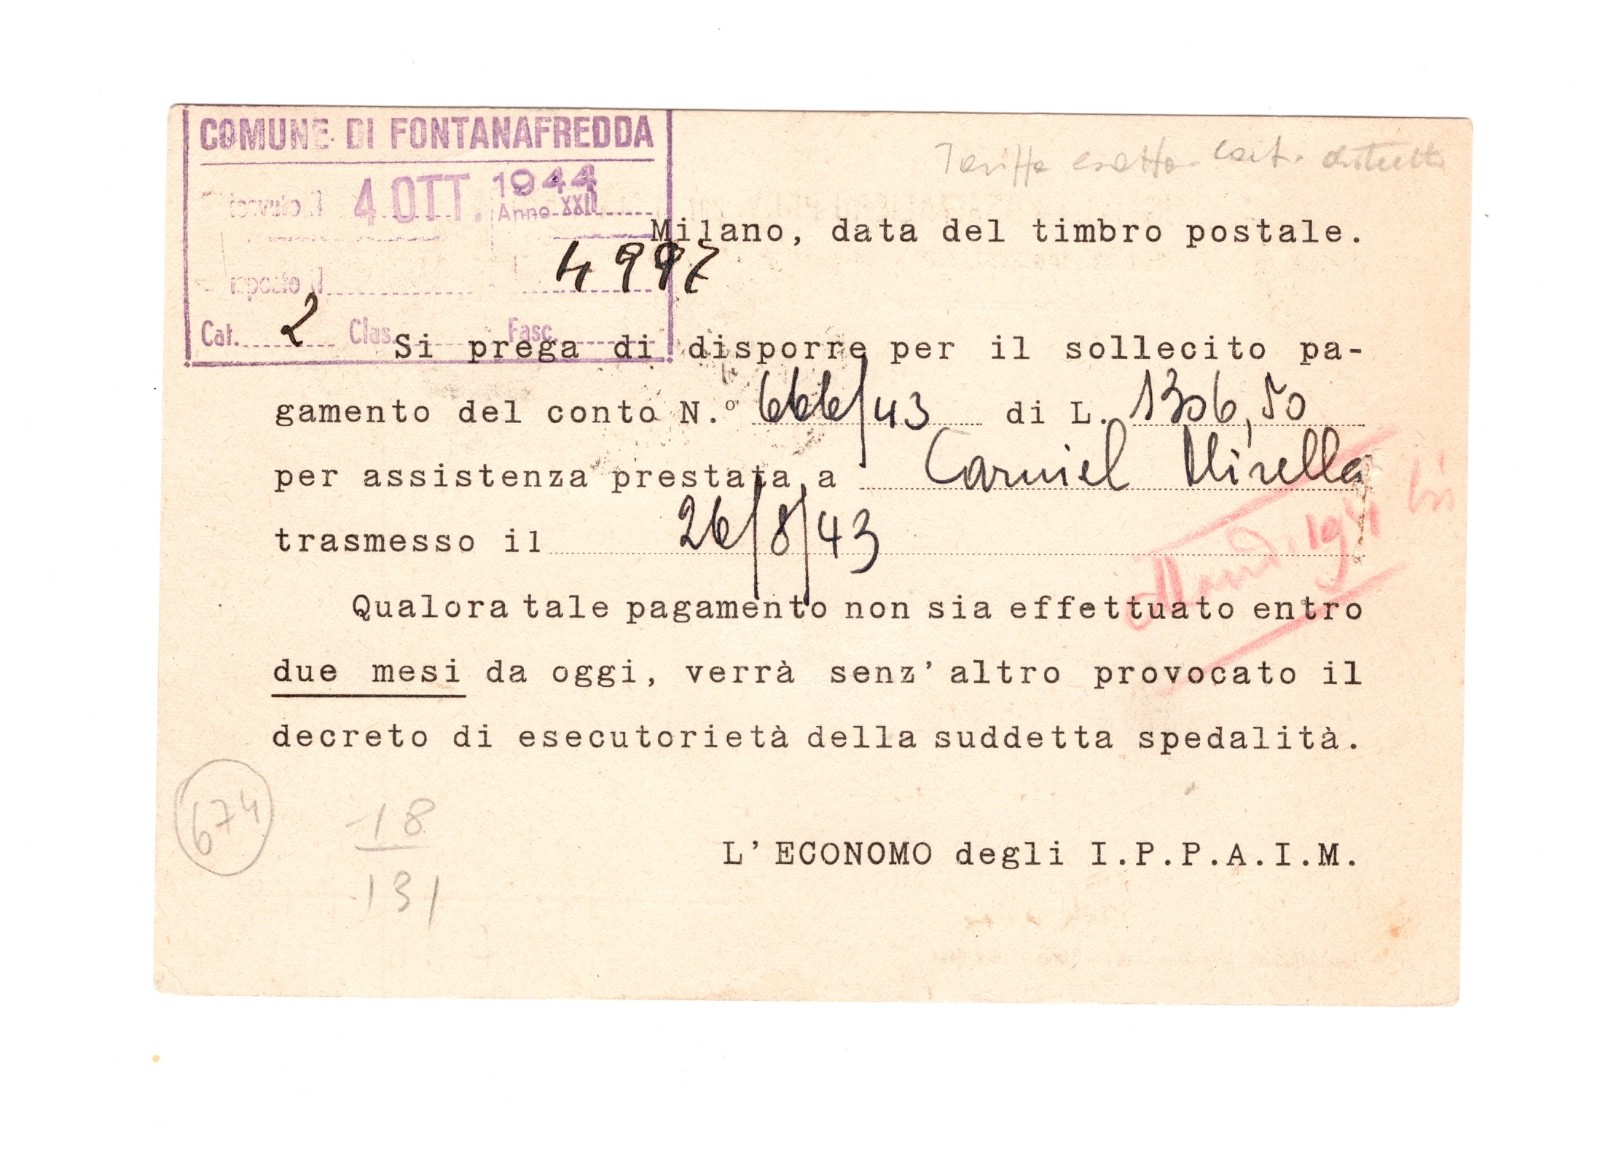 COMUNE DI FONTANAFREDDA
4 OTT. 1944
Anno XXII
4997
Cat. 2 Clas. Fasc.
Milano, data del timbro postale.
Si prega di disporre per il sollecito pa-
gamento del conto N.° 666/43 di L. 1306,50
per assistenza prestata a Carniel Mirella
trasmesso il 26/8/43
Qualora tale pagamento non sia effettuato entro
due mesi da oggi, verrà senz'altro provocato il
decreto di esecutorietà della suddetta spedalità.
L'ECONOMO degli I.P.P.A.I.M.
674
18
131